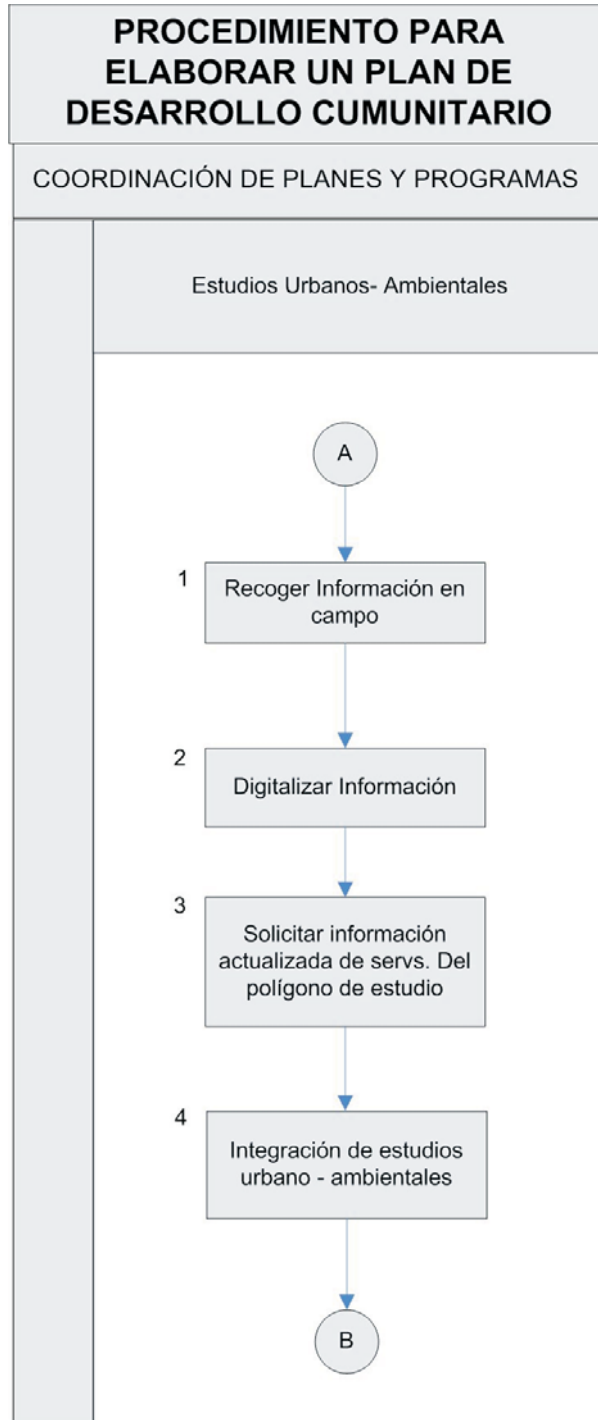 PROCEDIMIENTO PARA
ELABORAR UN PLAN DE
DESARROLLO CUMUNITARIO
COORDINACIÓN DE PLANES Y PROGRAMAS
Estudios Urbanos- Ambientales
A
1
Recoger Información en
campo
2
Digitalizar Información
3
Solicitar información
actualizada de servs. Del
polígono de estudio
4
Integración de estudios
urbano - ambientales
B